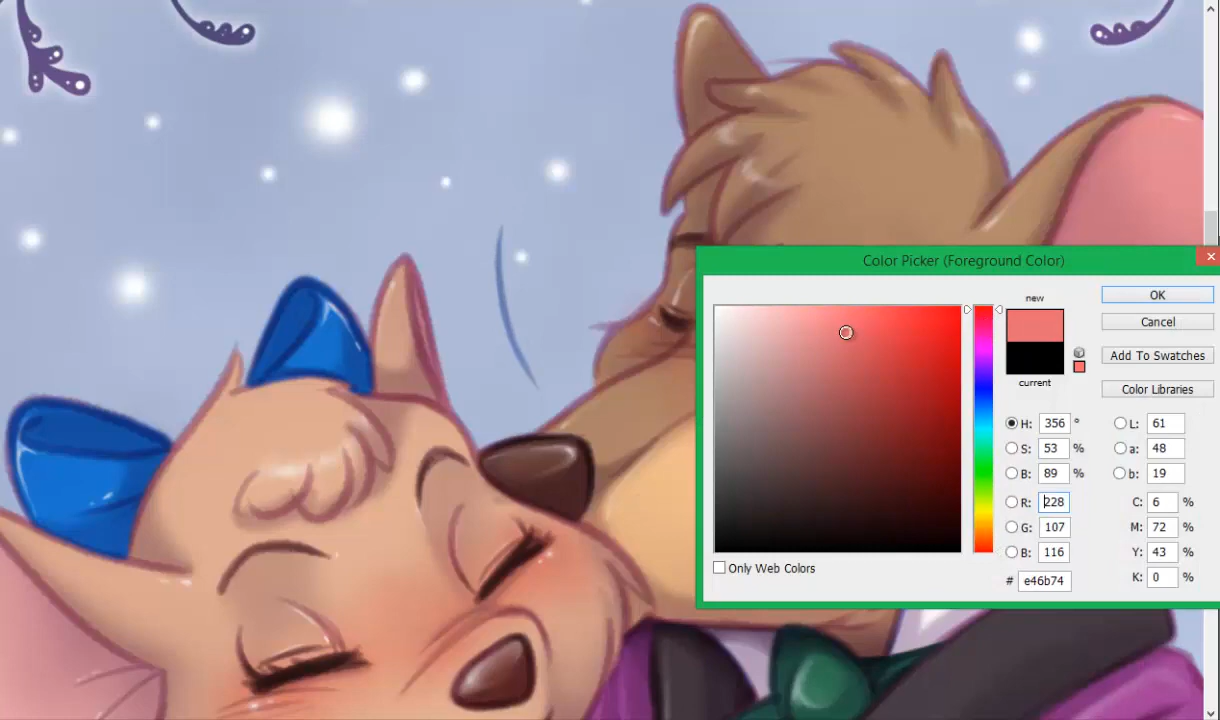 Color Picker (Foreground Color)
new
current
OK
Cancel
Add To Swatches
Color Libraries
H: 356 °
S: 53 %
B: 89 %
R: 228
G: 107
B: 116
# e46b74
L: 61
a: 48
b: 19
C: 6 %
M: 72 %
Y: 43 %
K: 0 %
Only Web Colors